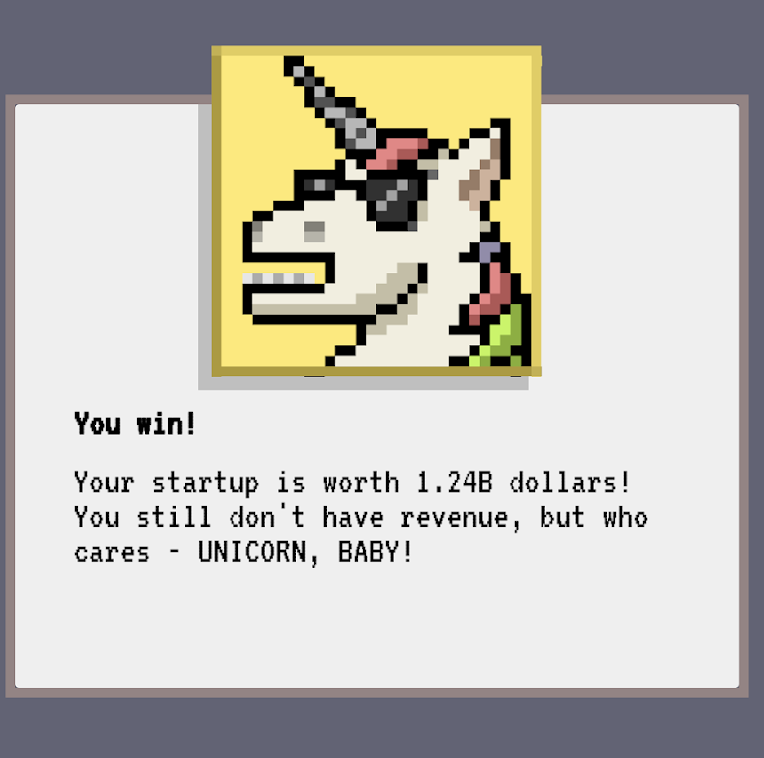 You win!
Your startup is worth 1.24B dollars!
You still don't have revenue, but who
cares - UNICORN, BABY!